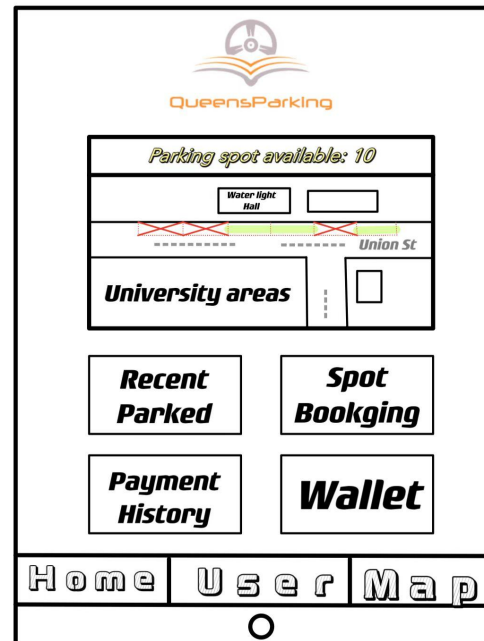 QueensParking
Parking spot available: 10
Water light
Hall
Union St
University areas
Recent
Parked
Spot
Bookging
Payment
History
Wallet
Home
User
Map